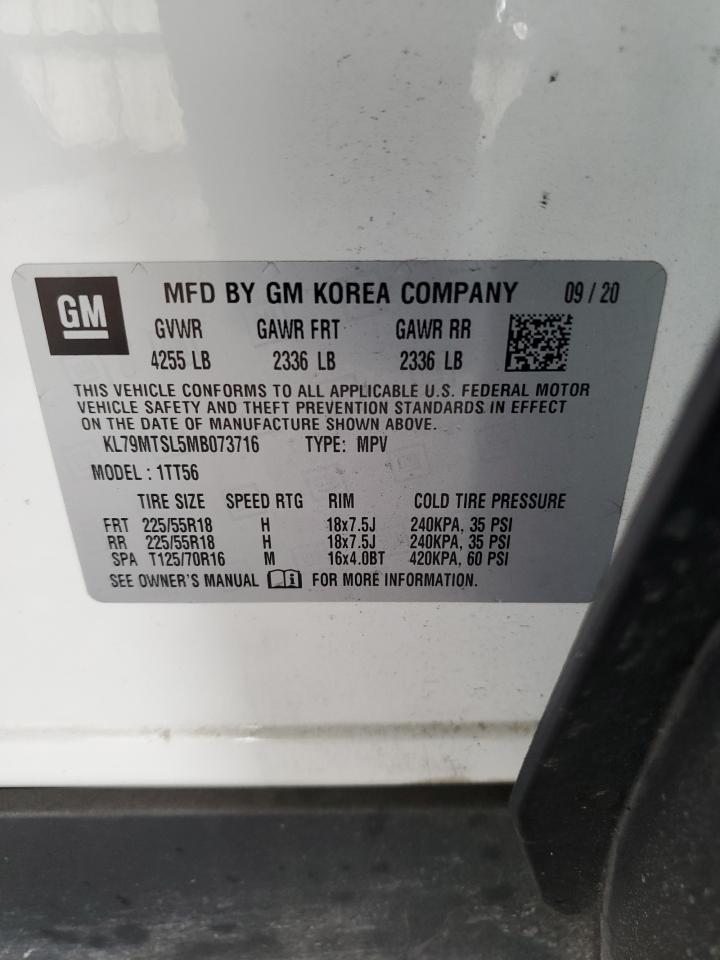 GM MFD BY GM KOREA COMPANY 09 / 20
GVWR GAWR FRT GAWR RR
4255 LB 2336 LB 2336 LB
THIS VEHICLE CONFORMS TO ALL APPLICABLE U.S. FEDERAL MOTOR
VEHICLE SAFETY AND THEFT PREVENTION STANDARDS IN EFFECT
ON THE DATE OF MANUFACTURE SHOWN ABOVE.
KL79MTSL5MB073716 TYPE: MPV
MODEL : 1TT56
TIRE SIZE SPEED RTG RIM COLD TIRE PRESSURE
FRT 225/55R18 H 18x7.5J 240KPA, 35 PSI
RR 225/55R18 H 18x7.5J 240KPA, 35 PSI
SPA T125/70R16 M 16x4.0BT 420KPA, 60 PSI
SEE OWNER'S MANUAL FOR MORE INFORMATION.